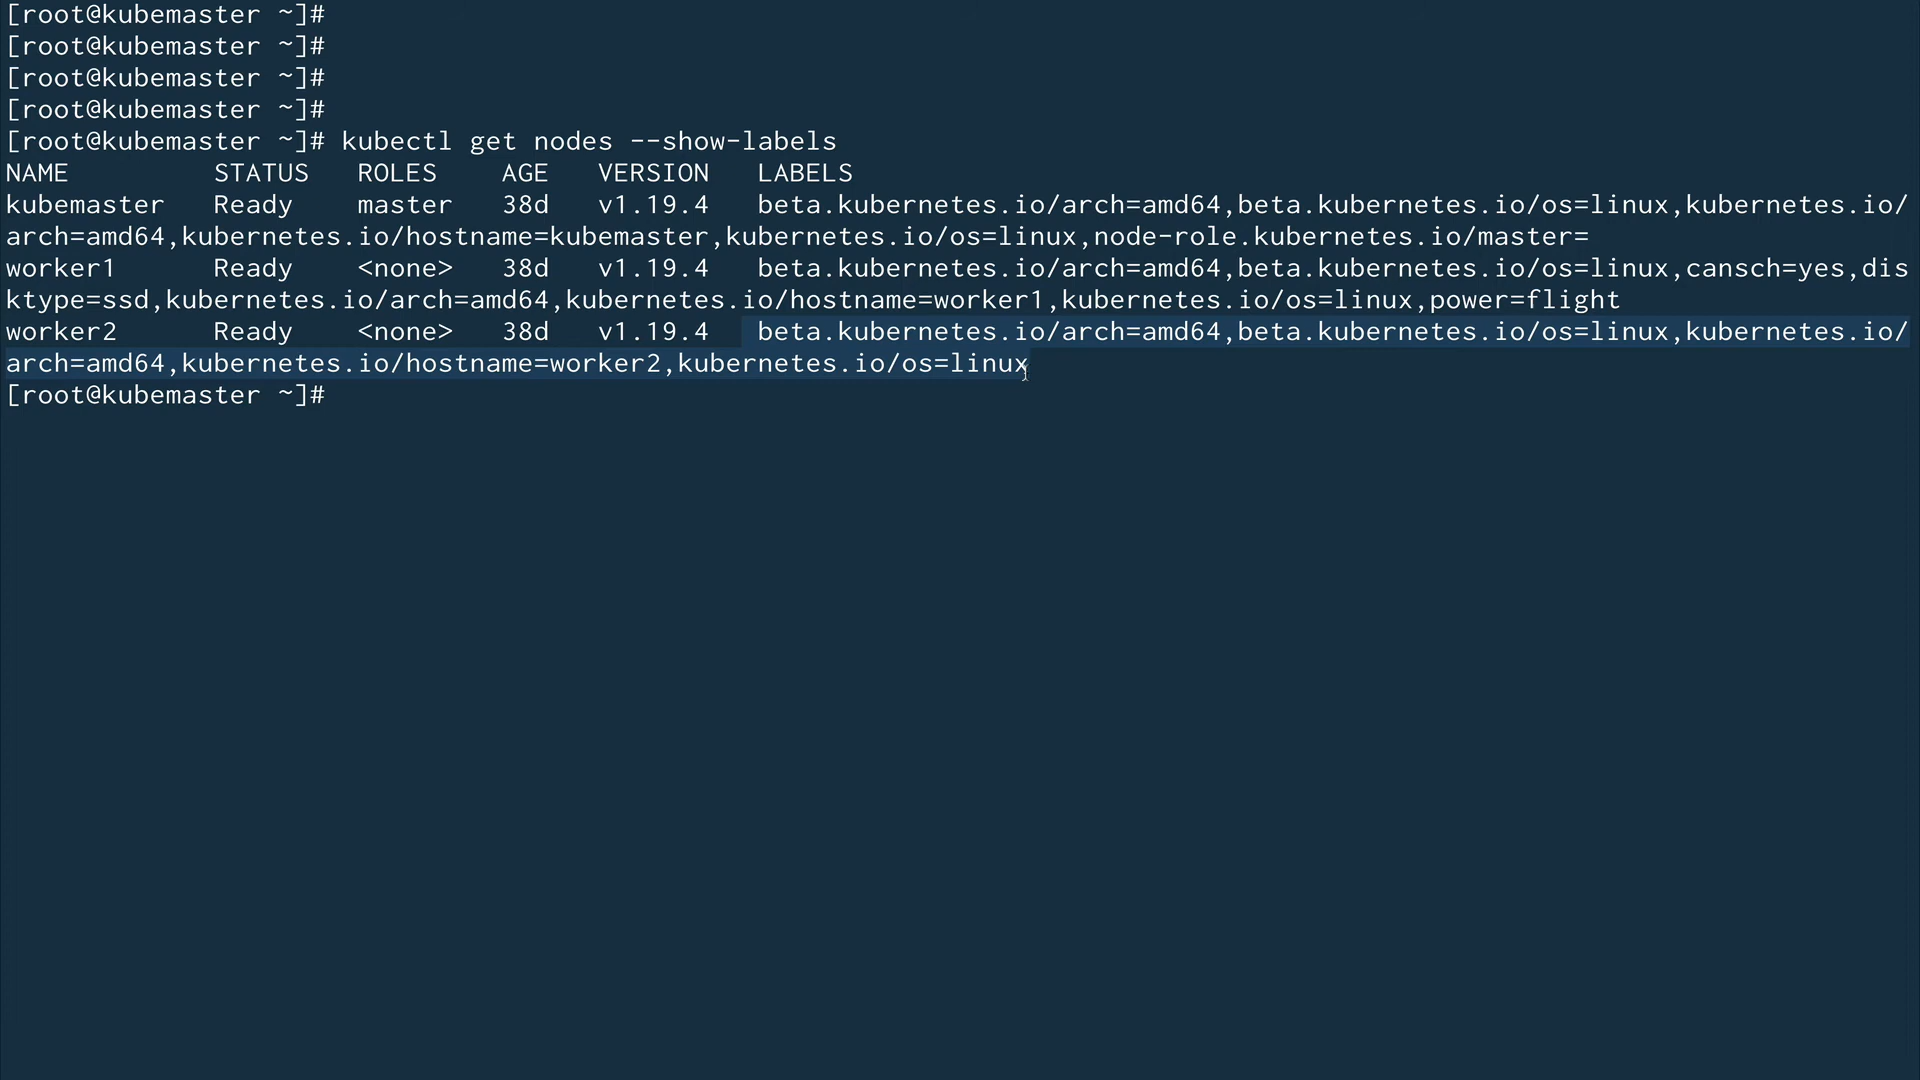 [root@kubemaster ~]#
[root@kubemaster ~]#
[root@kubemaster ~]#
[root@kubemaster ~]#
[root@kubemaster ~]# kubectl get nodes --show-labels
NAME         STATUS   ROLES    AGE   VERSION   LABELS
kubemaster   Ready    master   38d   v1.19.4   beta.kubernetes.io/arch=amd64,beta.kubernetes.io/os=linux,kubernetes.io/
arch=amd64,kubernetes.io/hostname=kubemaster,kubernetes.io/os=linux,node-role.kubernetes.io/master=
worker1      Ready    <none>   38d   v1.19.4   beta.kubernetes.io/arch=amd64,beta.kubernetes.io/os=linux,cansch=yes,dis
ktype=ssd,kubernetes.io/arch=amd64,kubernetes.io/hostname=worker1,kubernetes.io/os=linux,power=flight
worker2      Ready    <none>   38d   v1.19.4   beta.kubernetes.io/arch=amd64,beta.kubernetes.io/os=linux,kubernetes.io/
arch=amd64,kubernetes.io/hostname=worker2,kubernetes.io/os=linux
[root@kubemaster ~]#